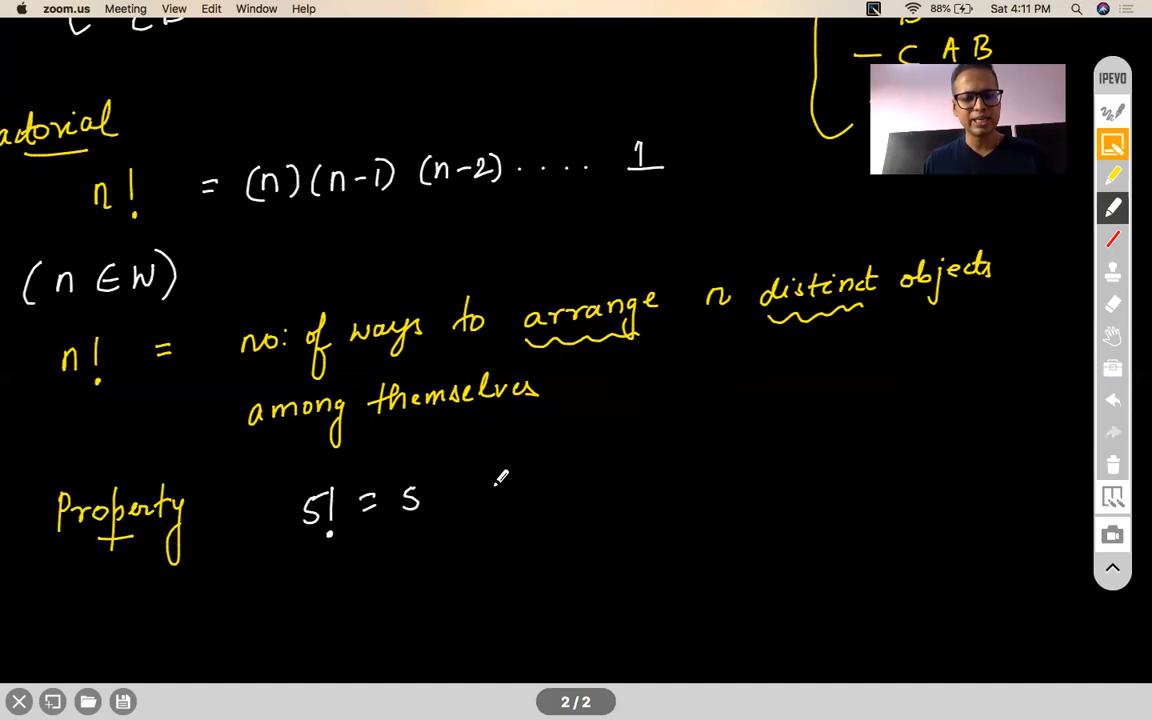 zoom.us Meeting View Edit Window Help 88% Sat 4:11 PM
B
– C A B
IPEVO
actorial
n! = (n)(n-1) (n-2) · · · · 1
(n ∈ W)
n! = no: of ways to arrange n distinct objects
among themselves
Property 5! = 5
2 / 2